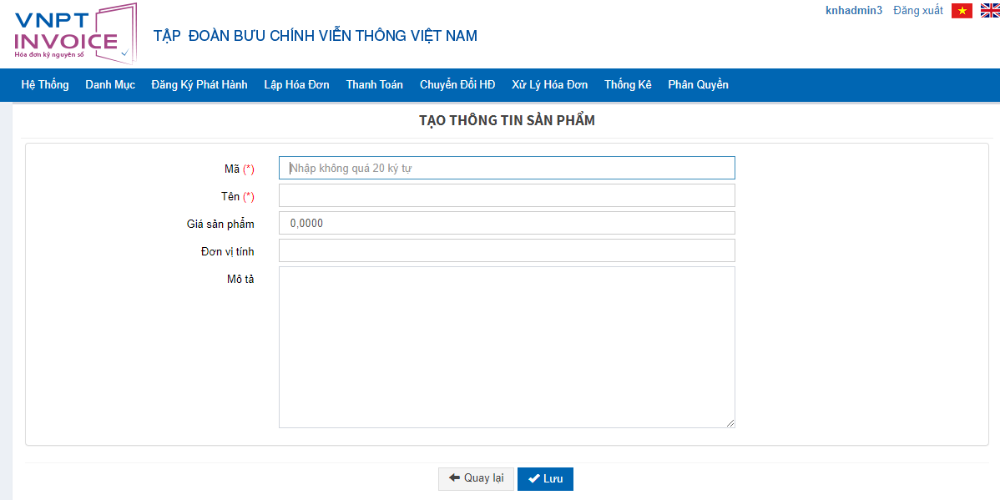 VNPT
INVOICE
Hóa đơn kỷ nguyên số
TẬP ĐOÀN BƯU CHÍNH VIỄN THÔNG VIỆT NAM
knhadmin3 Đăng xuất
Hệ Thống Danh Mục Đăng Ký Phát Hành Lập Hóa Đơn Thanh Toán Chuyển Đổi HĐ Xử Lý Hóa Đơn Thống Kê Phân Quyền
TẠO THÔNG TIN SẢN PHẨM
Mã (*) Nhập không quá 20 ký tự
Tên (*)
Giá sản phẩm 0,0000
Đơn vị tính
Mô tả
Quay lại Lưu